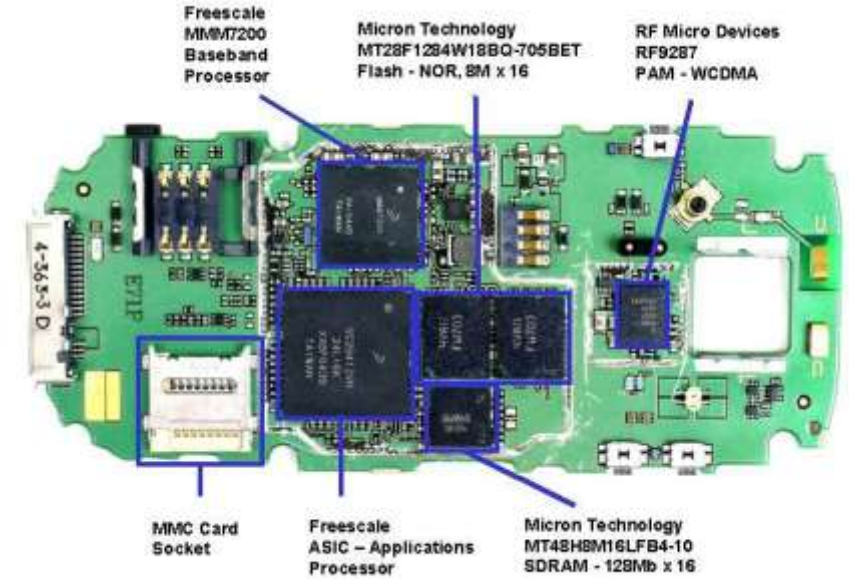 Freescale
MMM7200
Baseband
Processor
Micron Technology
MT28F1284W18BQ-705BET
Flash - NOR, 8M x 16
RF Micro Devices
RF9287
PAM - WCDMA
4-365-3 D
E71P
MMC Card
Socket
Freescale
ASIC – Applications
Processor
Micron Technology
MT48H8M16LFB4-10
SDRAM - 128Mb x 16